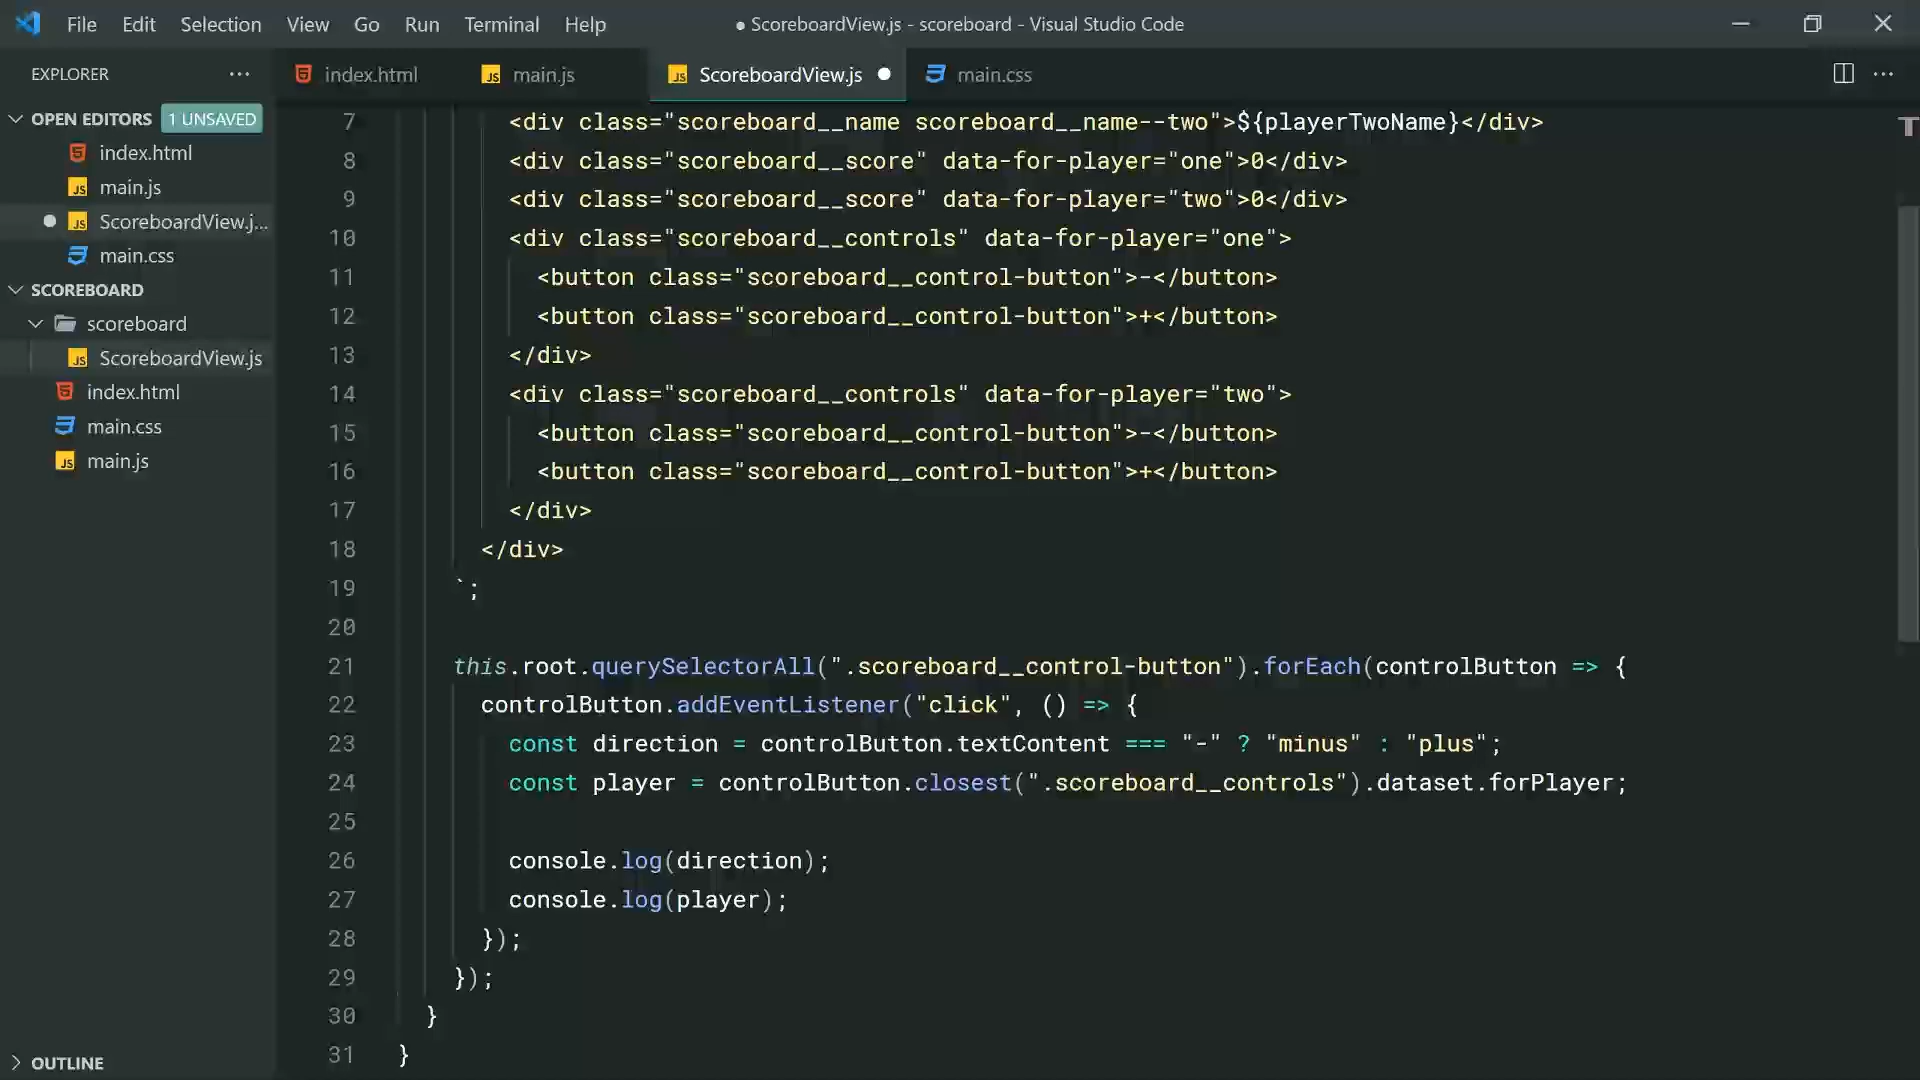 File Edit Selection View Go Run Terminal Help
● ScoreboardView.js - scoreboard - Visual Studio Code
EXPLORER
index.html
JS main.js
JS ScoreboardView.js
main.css
OPEN EDITORS 1 UNSAVED
index.html
JS main.js
JS ScoreboardView.j...
main.css
SCOREBOARD
scoreboard
JS ScoreboardView.js
index.html
main.css
JS main.js
OUTLINE
7 <div class="scoreboard__name scoreboard__name--two">${playerTwoName}</div>
8 <div class="scoreboard__score" data-for-player="one">0</div>
9 <div class="scoreboard__score" data-for-player="two">0</div>
10 <div class="scoreboard__controls" data-for-player="one">
11 <button class="scoreboard__control-button">-</button>
12 <button class="scoreboard__control-button">+</button>
13 </div>
14 <div class="scoreboard__controls" data-for-player="two">
15 <button class="scoreboard__control-button">-</button>
16 <button class="scoreboard__control-button">+</button>
17 </div>
18 </div>
19 `;
20
21 this.root.querySelectorAll(".scoreboard__control-button").forEach(controlButton => {
22 controlButton.addEventListener("click", () => {
23 const direction = controlButton.textContent === "-" ? "minus" : "plus";
24 const player = controlButton.closest(".scoreboard__controls").dataset.forPlayer;
25
26 console.log(direction);
27 console.log(player);
28 });
29 });
30 }
31 }